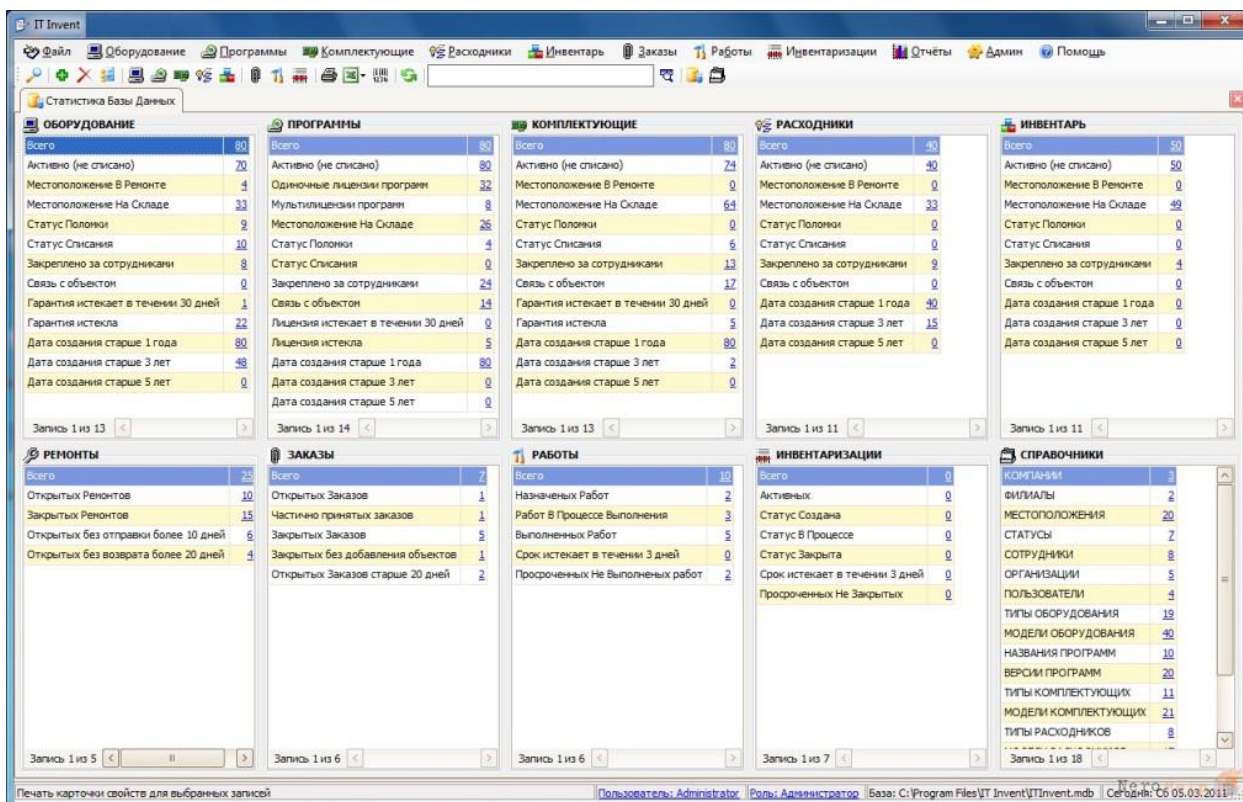 IT Invent
Файл Оборудование Программы Комплектующие Расходники Инвентарь Заказы Работы Инвентаризации Отчёты Админ Помощь
Статистика Базы Данных
ОБОРУДОВАНИЕ
Всего 80
Активно (не списано) 70
Местоположение В Ремонте 4
Местоположение На Складе 33
Статус Поломки 9
Статус Списания 10
Закреплено за сотрудниками 8
Связь с объектом 0
Гарантия истекает в течении 30 дней 1
Гарантия истекла 22
Дата создания старше 1 года 80
Дата создания старше 3 лет 48
Дата создания старше 5 лет 0
Запись 1 из 13
ПРОГРАММЫ
Всего 80
Активно (не списано) 80
Одиночные лицензии программ 32
Мультилицензии программ 8
Местоположение На Складе 26
Статус Поломки 4
Статус Списания 0
Закреплено за сотрудниками 24
Связь с объектом 14
Лицензия истекает в течении 30 дней 0
Лицензия истекла 5
Дата создания старше 1 года 80
Дата создания старше 3 лет 0
Дата создания старше 5 лет 0
Запись 1 из 14
КОМПЛЕКТУЮЩИЕ
Всего 80
Активно (не списано) 74
Местоположение В Ремонте 0
Местоположение На Складе 64
Статус Поломки 0
Статус Списания 6
Закреплено за сотрудниками 13
Связь с объектом 17
Гарантия истекает в течении 30 дней 0
Гарантия истекла 5
Дата создания старше 1 года 80
Дата создания старше 3 лет 2
Дата создания старше 5 лет 0
Запись 1 из 13
РАСХОДНИКИ
Всего 40
Активно (не списано) 40
Местоположение В Ремонте 0
Местоположение На Складе 33
Статус Поломки 0
Статус Списания 0
Закреплено за сотрудниками 9
Связь с объектом 0
Дата создания старше 1 года 40
Дата создания старше 3 лет 15
Дата создания старше 5 лет 0
Запись 1 из 11
ИНВЕНТАРЬ
Всего 50
Активно (не списано) 50
Местоположение В Ремонте 0
Местоположение На Складе 49
Статус Поломки 0
Статус Списания 0
Закреплено за сотрудниками 4
Связь с объектом 0
Дата создания старше 1 года 0
Дата создания старше 3 лет 0
Дата создания старше 5 лет 0
Запись 1 из 11
РЕМОНТЫ
Всего 25
Открытых Ремонтов 10
Закрытых Ремонтов 15
Открытых без отправки более 10 дней 6
Открытых без возврата более 20 дней 4
Запись 1 из 5
ЗАКАЗЫ
Всего 7
Открытых Заказов 1
Частично принятых заказов 1
Закрытых Заказов 5
Закрытых без добавления объектов 1
Открытых Заказов старше 20 дней 2
Запись 1 из 6
РАБОТЫ
Всего 10
Назначеных Работ 2
Работ В Процессе Выполнения 3
Выполненных Работ 5
Срок истекает в течении 3 дней 0
Просроченных Не Выполненых работ 2
Запись 1 из 6
ИНВЕНТАРИЗАЦИИ
Всего 0
Активных 0
Статус Создана 0
Статус В Процессе 0
Статус Закрыта 0
Срок истекает в течении 3 дней 0
Просроченных Не Закрытых 0
Запись 1 из 7
СПРАВОЧНИКИ
КОМПАНИИ 3
ФИЛИАЛЫ 2
МЕСТОПОЛОЖЕНИЯ 20
СТАТУСЫ 7
СОТРУДНИКИ 8
ОРГАНИЗАЦИИ 5
ПОЛЬЗОВАТЕЛИ 4
ТИПЫ ОБОРУДОВАНИЯ 19
МОДЕЛИ ОБОРУДОВАНИЯ 40
НАЗВАНИЯ ПРОГРАММ 10
ВЕРСИИ ПРОГРАММ 20
ТИПЫ КОМПЛЕКТУЮЩИХ 11
МОДЕЛИ КОМПЛЕКТУЮЩИХ 21
ТИПЫ РАСХОДНИКОВ 8
Запись 1 из 18
Печать карточки свойств для выбранных записей Пользователь: Administrator Роль: Администратор База: C:\Program Files\IT Invent\ITInvent.mdb Сегодня: Сб 05.03.2011